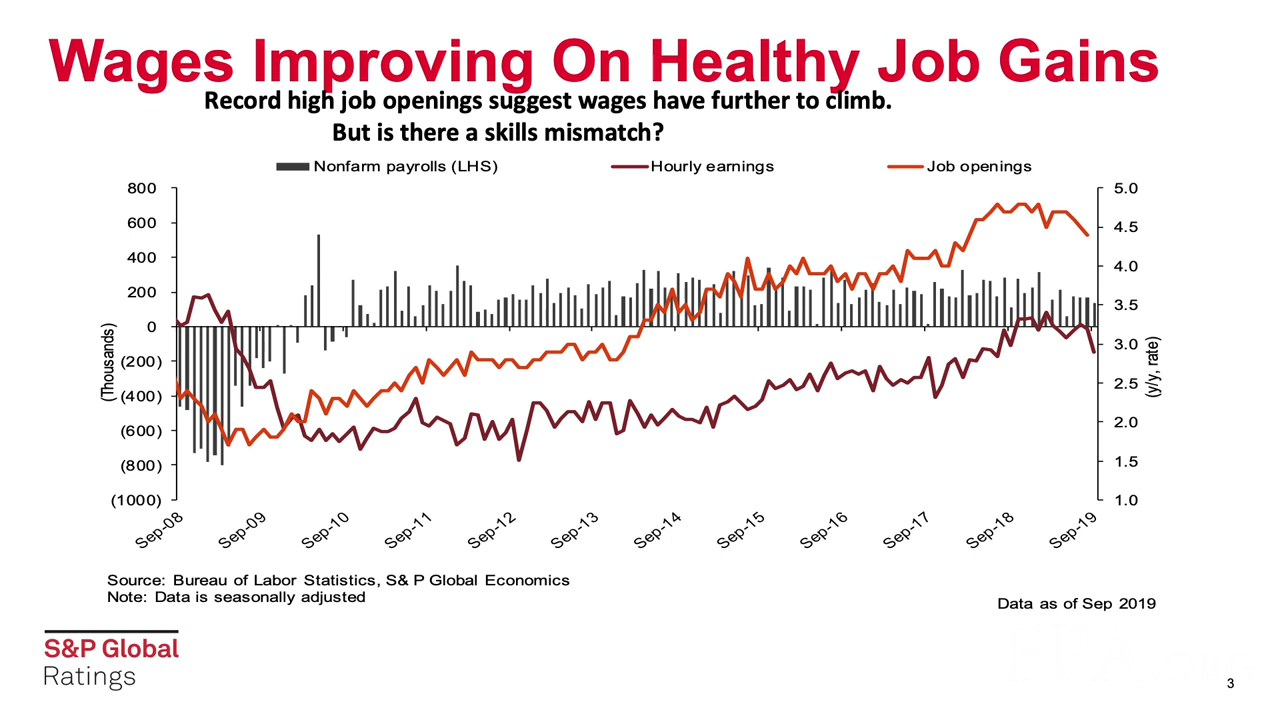 Wages Improving On Healthy Job Gains
Record high job openings suggest wages have further to climb.
But is there a skills mismatch?
Nonfarm payrolls (LHS) Hourly earnings Job openings
800
600
400
200
0
(200)
(400)
(600)
(800)
(1000)
(Thousands)
5.0
4.5
4.0
3.5
3.0
2.5
2.0
1.5
1.0
(y/y, rate)
Sep-08 Sep-09 Sep-10 Sep-11 Sep-12 Sep-13 Sep-14 Sep-15 Sep-16 Sep-17 Sep-18 Sep-19
Source: Bureau of Labor Statistics, S& P Global Economics
Note: Data is seasonally adjusted
Data as of Sep 2019
S&P Global
Ratings
3